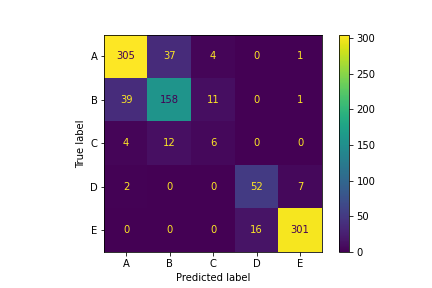 A 305 37 4 0 1
B 39 158 11 0 1
C 4 12 6 0 0
D 2 0 0 52 7
E 0 0 0 16 301
A B C D E
Predicted label
True label
300
250
200
150
100
50
0